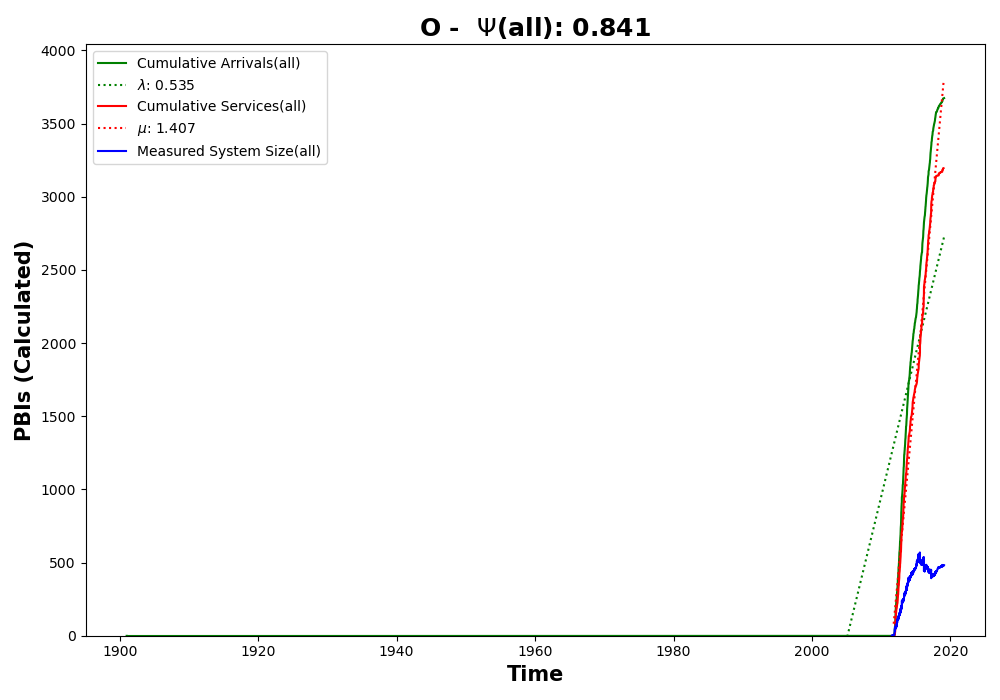 O - Ψ(all): 0.841
Cumulative Arrivals(all)
λ: 0.535
Cumulative Services(all)
μ: 1.407
Measured System Size(all)
PBIs (Calculated)
4000
3500
3000
2500
2000
1500
1000
500
0
1900 1920 1940 1960 1980 2000 2020
Time